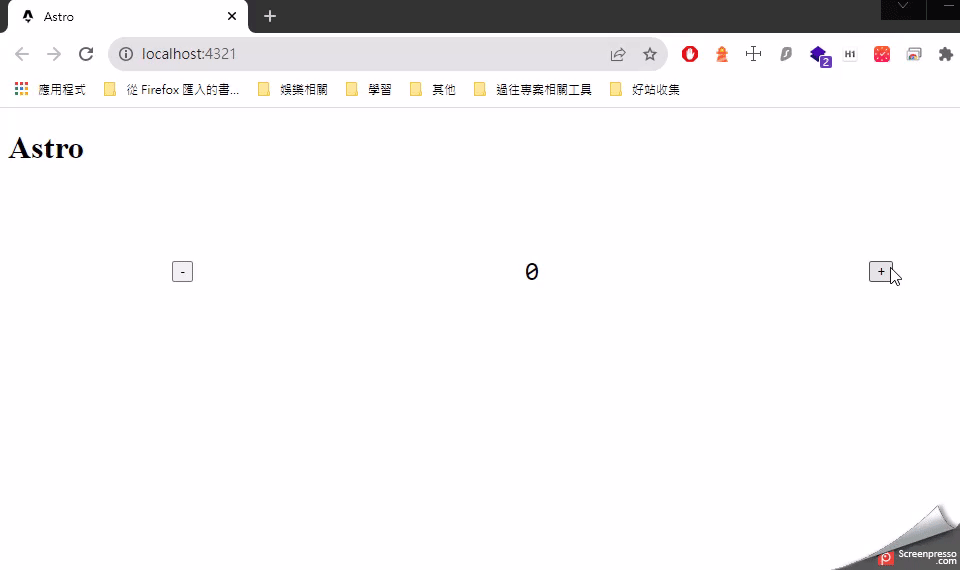 Astro
localhost:4321
H1
2
應用程式
從 Firefox 匯入的書...
娛樂相關
學習
其他
過往專案相關工具
好站收集
Astro
-
0
+
Screenpresso
.com